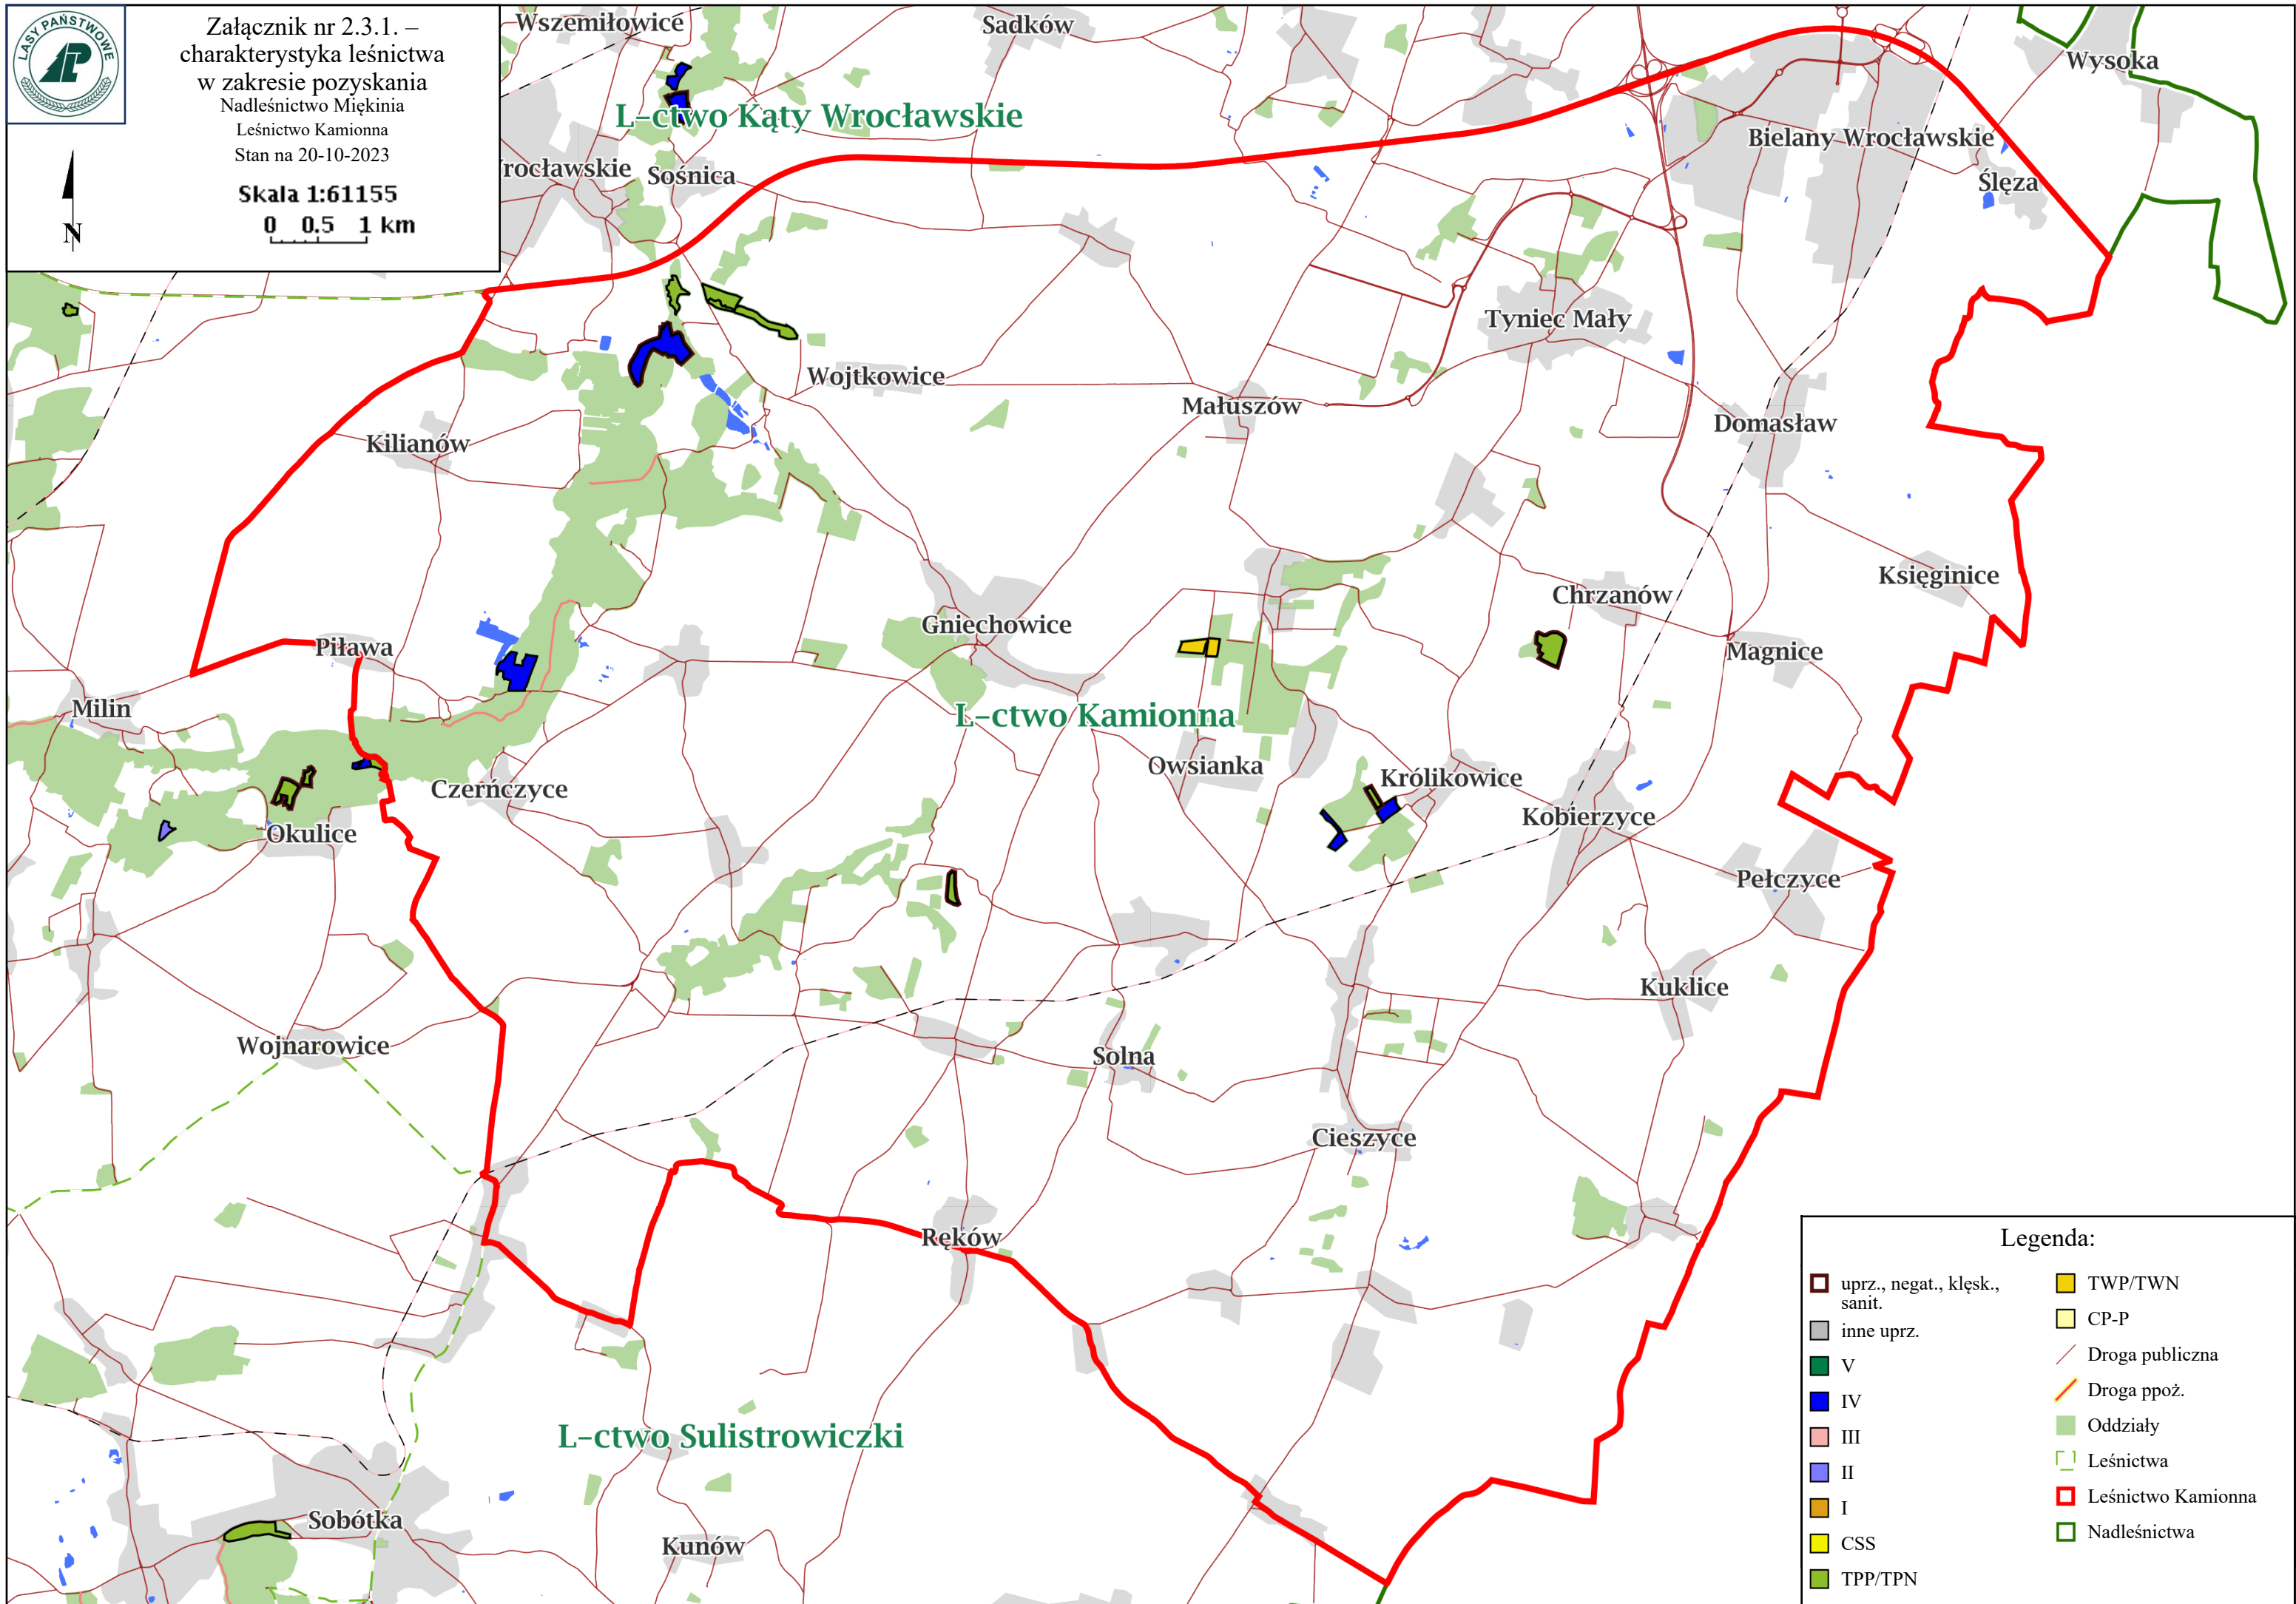 LASY PAŃSTWOWE
Załącznik nr 2.3.1. –
charakterystyka leśnictwa
w zakresie pozyskania
Nadleśnictwo Miękinia
Leśnictwo Kamionna
Stan na 20-10-2023
Skala 1:61155
0 0.5 1 km
N
Wszemiłowice
Sadków
Wysoka
L-ctwo Kąty Wrocławskie
Bielany Wrocławskie
rocławskie
Sośnica
Ślęza
Tyniec Mały
Wojtkowice
Małuszów
Domasław
Kilianów
Księginice
Chrzanów
Gniechowice
Piława
Magnice
Milin
L-ctwo Kamionna
Owsianka
Królikowice
Czerńczyce
Kobierzyce
Okulice
Pełczyce
Kuklice
Wojnarowice
Solna
Cieszyce
Ręków
L-ctwo Sulistrowiczki
Sobótka
Kunów
Legenda:
uprz., negat., klęsk.,
sanit.
inne uprz.
V
IV
III
II
I
CSS
TPP/TPN
TWP/TWN
CP-P
Droga publiczna
Droga ppoż.
Oddziały
Leśnictwa
Leśnictwo Kamionna
Nadleśnictwa